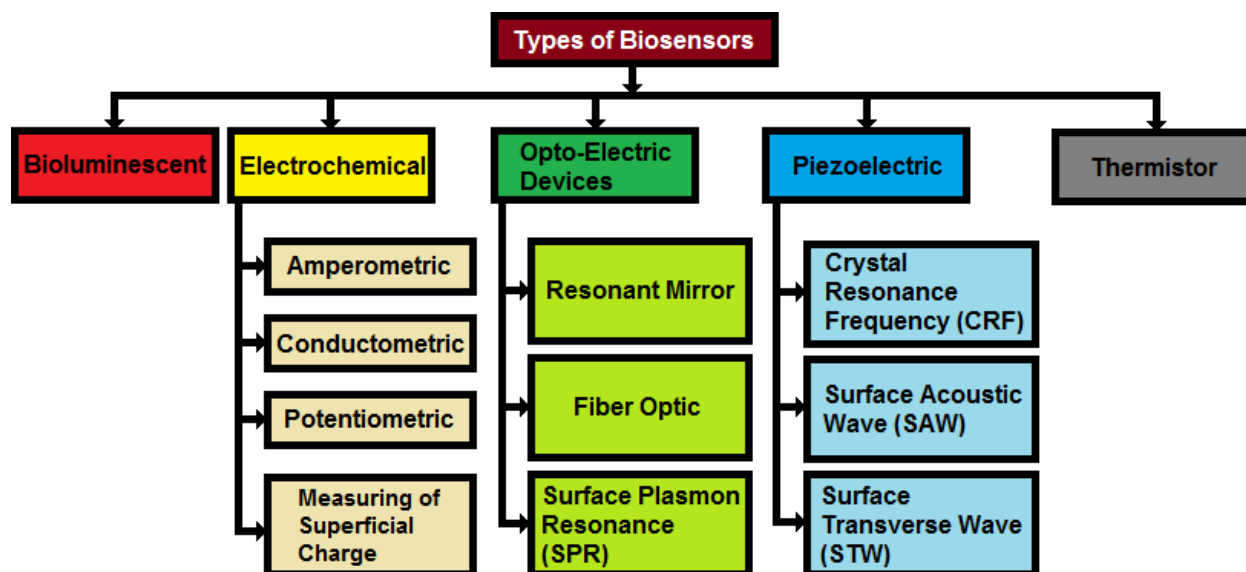 Types of Biosensors
Bioluminescent
Electrochemical
Opto-Electric
Devices
Piezoelectric
Thermistor
Amperometric
Conductometric
Potentiometric
Measuring of
Superficial
Charge
Resonant Mirror
Fiber Optic
Surface Plasmon
Resonance
(SPR)
Crystal
Resonance
Frequency (CRF)
Surface Acoustic
Wave (SAW)
Surface
Transverse Wave
(STW)